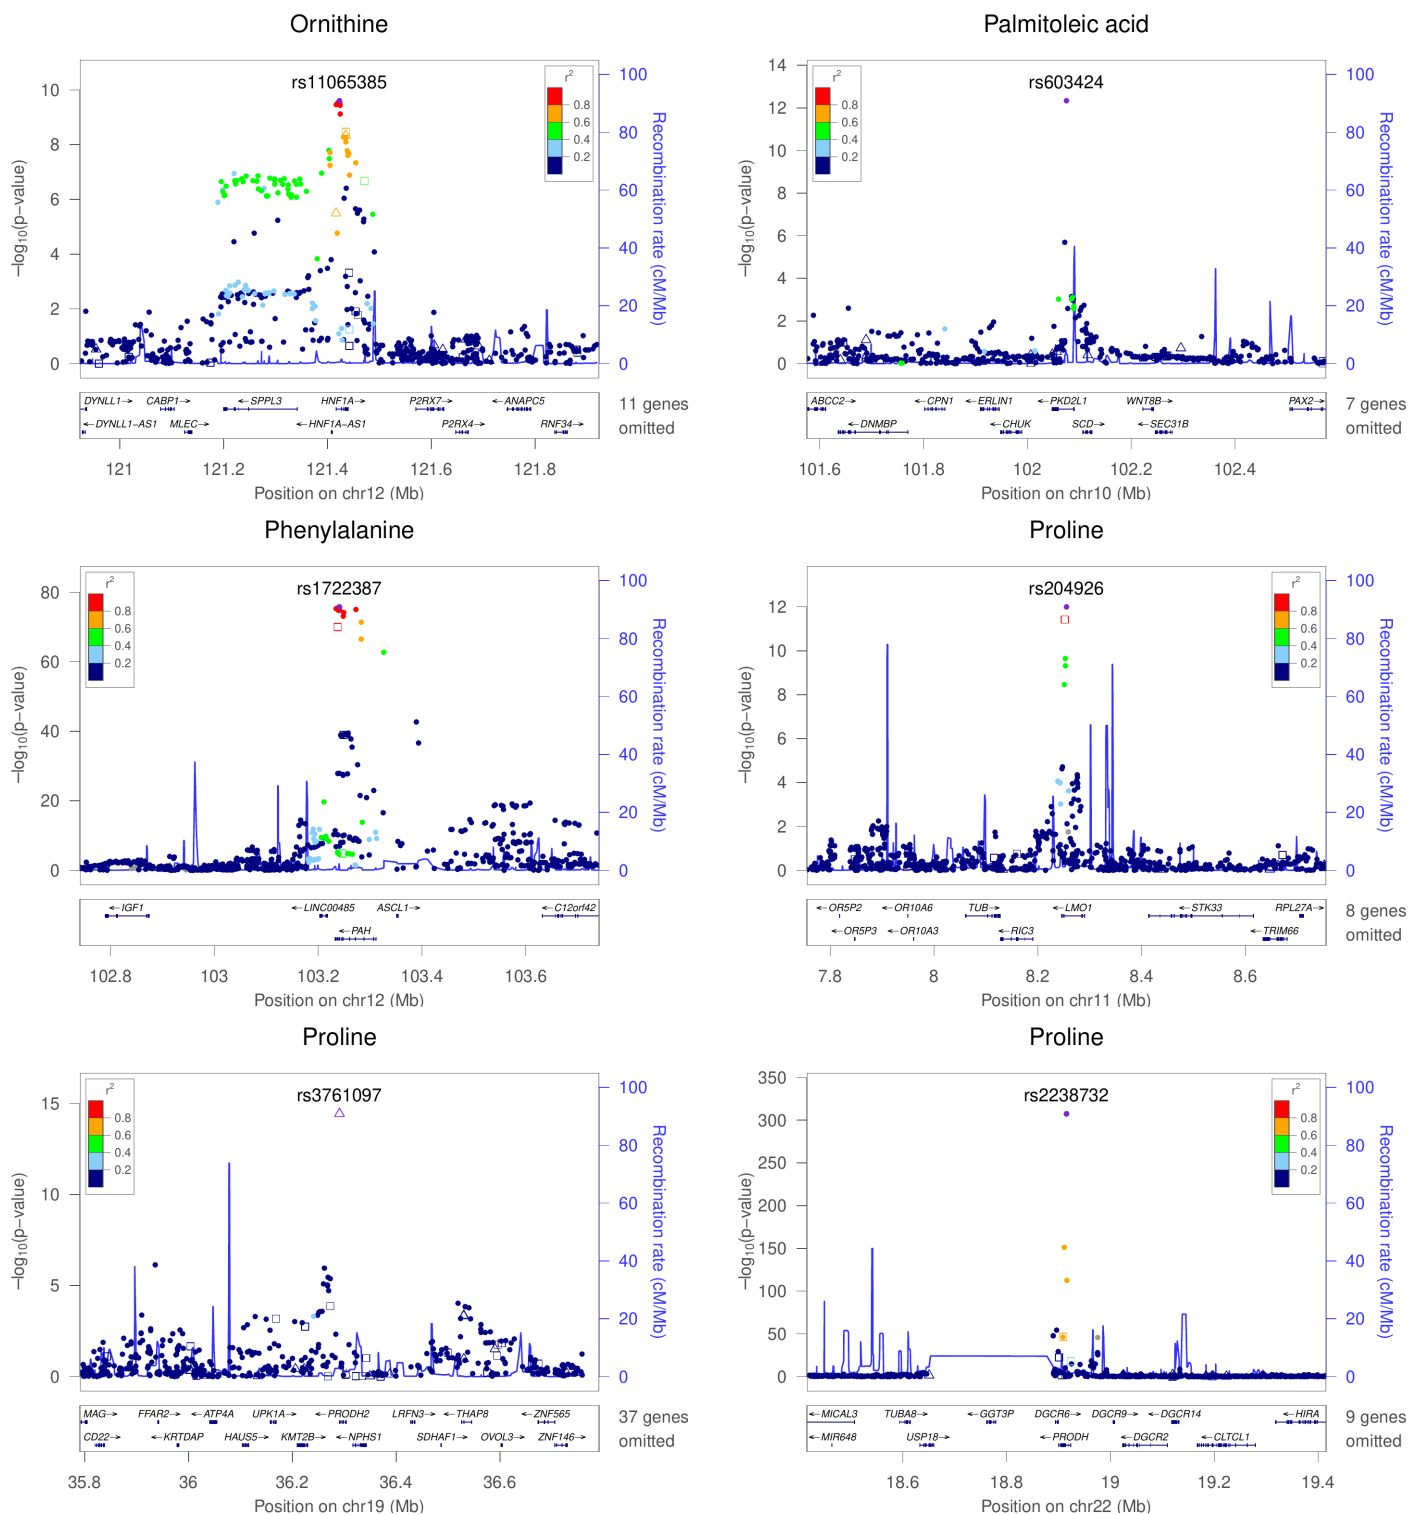 Ornithine
rs11065385
r2
0.8
0.6
0.4
0.2
10
8
6
4
2
0
−log10(p−value)
100
80
60
40
20
0
Recombination rate (cM/Mb)
DYNLL1→ CABP1→ ←SPPL3 HNF1A→ P2RX7→ ←ANAPC5
←DYNLL1−AS1 MLEC→ ←HNF1A−AS1 P2RX4→ RNF34→
11 genes
omitted
121 121.2 121.4 121.6 121.8
Position on chr12 (Mb)
Palmitoleic acid
rs603424
r2
0.8
0.6
0.4
0.2
14
12
10
8
6
4
2
0
−log10(p−value)
100
80
60
40
20
0
Recombination rate (cM/Mb)
ABCC2→ ←CPN1 ←ERLIN1 ←PKD2L1 WNT8B→ PAX2→
←DNMBP ←CHUK SCD→ ←SEC31B
7 genes
omitted
101.6 101.8 102 102.2 102.4
Position on chr10 (Mb)
Phenylalanine
rs1722387
r2
0.8
0.6
0.4
0.2
80
60
40
20
0
−log10(p−value)
100
80
60
40
20
0
Recombination rate (cM/Mb)
←IGF1 ←LINC00485 ASCL1→ ←C12orf42
←PAH
102.8 103 103.2 103.4 103.6
Position on chr12 (Mb)
Proline
rs204926
r2
0.8
0.6
0.4
0.2
12
10
8
6
4
2
0
−log10(p−value)
100
80
60
40
20
0
Recombination rate (cM/Mb)
←OR5P2 ←OR10A6 TUB→ ←LMO1 ←STK33 RPL27A→
←OR5P3 ←OR10A3 ←RIC3 ←TRIM66
8 genes
omitted
7.8 8 8.2 8.4 8.6
Position on chr11 (Mb)
Proline
rs3761097
r2
0.8
0.6
0.4
0.2
15
10
5
0
−log10(p−value)
100
80
60
40
20
0
Recombination rate (cM/Mb)
MAG→ FFAR2→ ←ATP4A UPK1A→ ←PRODH2 LRFN3→ ←THAP8 ←ZNF565
CD22→ ←KRTDAP HAUS5→ KMT2B→ ←NPHS1 SDHAF1→ OVOL3→ ZNF146→
37 genes
omitted
35.8 36 36.2 36.4 36.6
Position on chr19 (Mb)
Proline
rs2238732
r2
0.8
0.6
0.4
0.2
350
300
250
200
150
100
50
0
−log10(p−value)
100
80
60
40
20
0
Recombination rate (cM/Mb)
←MICAL3 TUBA8→ ←GGT3P DGCR6→ DGCR9→ ←DGCR14 ←HIRA
←MIR648 USP18→ ←PRODH ←DGCR2 ←CLTCL1
9 genes
omitted
18.6 18.8 19 19.2 19.4
Position on chr22 (Mb)